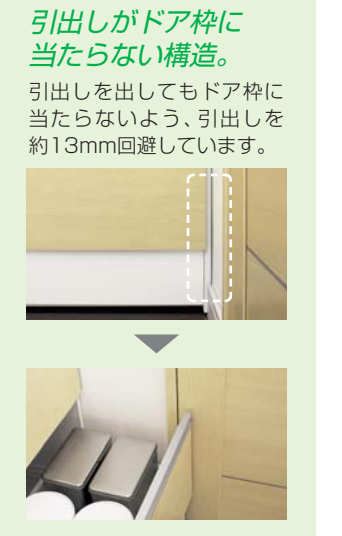 引出しがドア枠に
当たらない構造。
引出しを出してもドア枠に
当たらないよう、引出しを
約13mm回避しています。